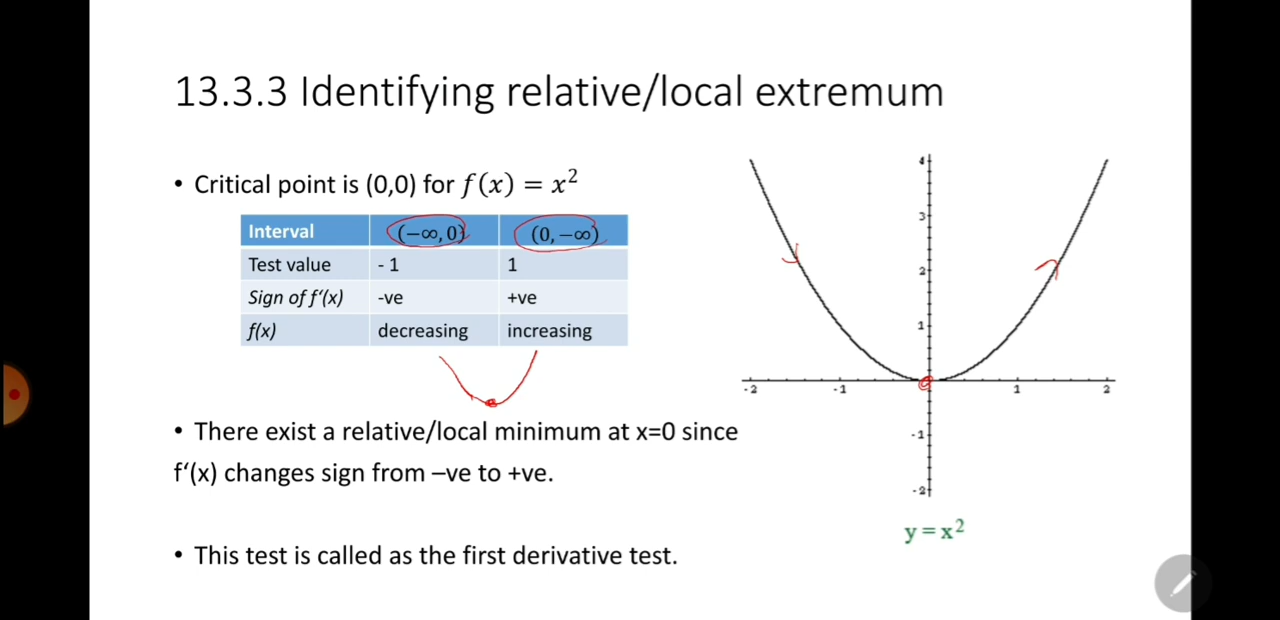 13.3.3 Identifying relative/local extremum
• Critical point is (0,0) for f(x) = x²
Interval (−∞,0) (0,−∞)
Test value - 1 1
Sign of f′(x) -ve +ve
f(x) decreasing increasing
• There exist a relative/local minimum at x=0 since
f′(x) changes sign from –ve to +ve.
• This test is called as the first derivative test.
4
3
2
1
-2 -1 1 2
-1
-2
y = x²